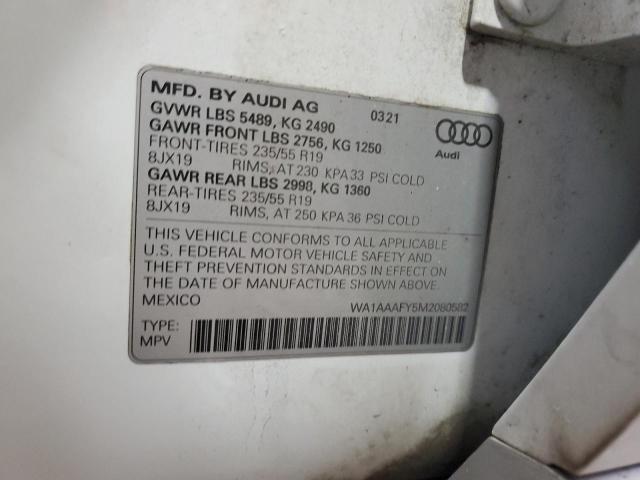 MFD. BY AUDI AG 0321
GVWR LBS 5489, KG 2490
GAWR FRONT LBS 2756, KG 1250
FRONT-TIRES 235/55 R19
8JX19 RIMS, AT 230 KPA 33 PSI COLD
GAWR REAR LBS 2998, KG 1360
REAR-TIRES 235/55 R19
8JX19 RIMS, AT 250 KPA 36 PSI COLD
Audi
THIS VEHICLE CONFORMS TO ALL APPLICABLE
U.S. FEDERAL MOTOR VEHICLE SAFETY AND
THEFT PREVENTION STANDARDS IN EFFECT ON
THE DATE OF MANUFACTURE SHOWN ABOVE.
MEXICO WA1AAAFY5M2080582
TYPE:
MPV